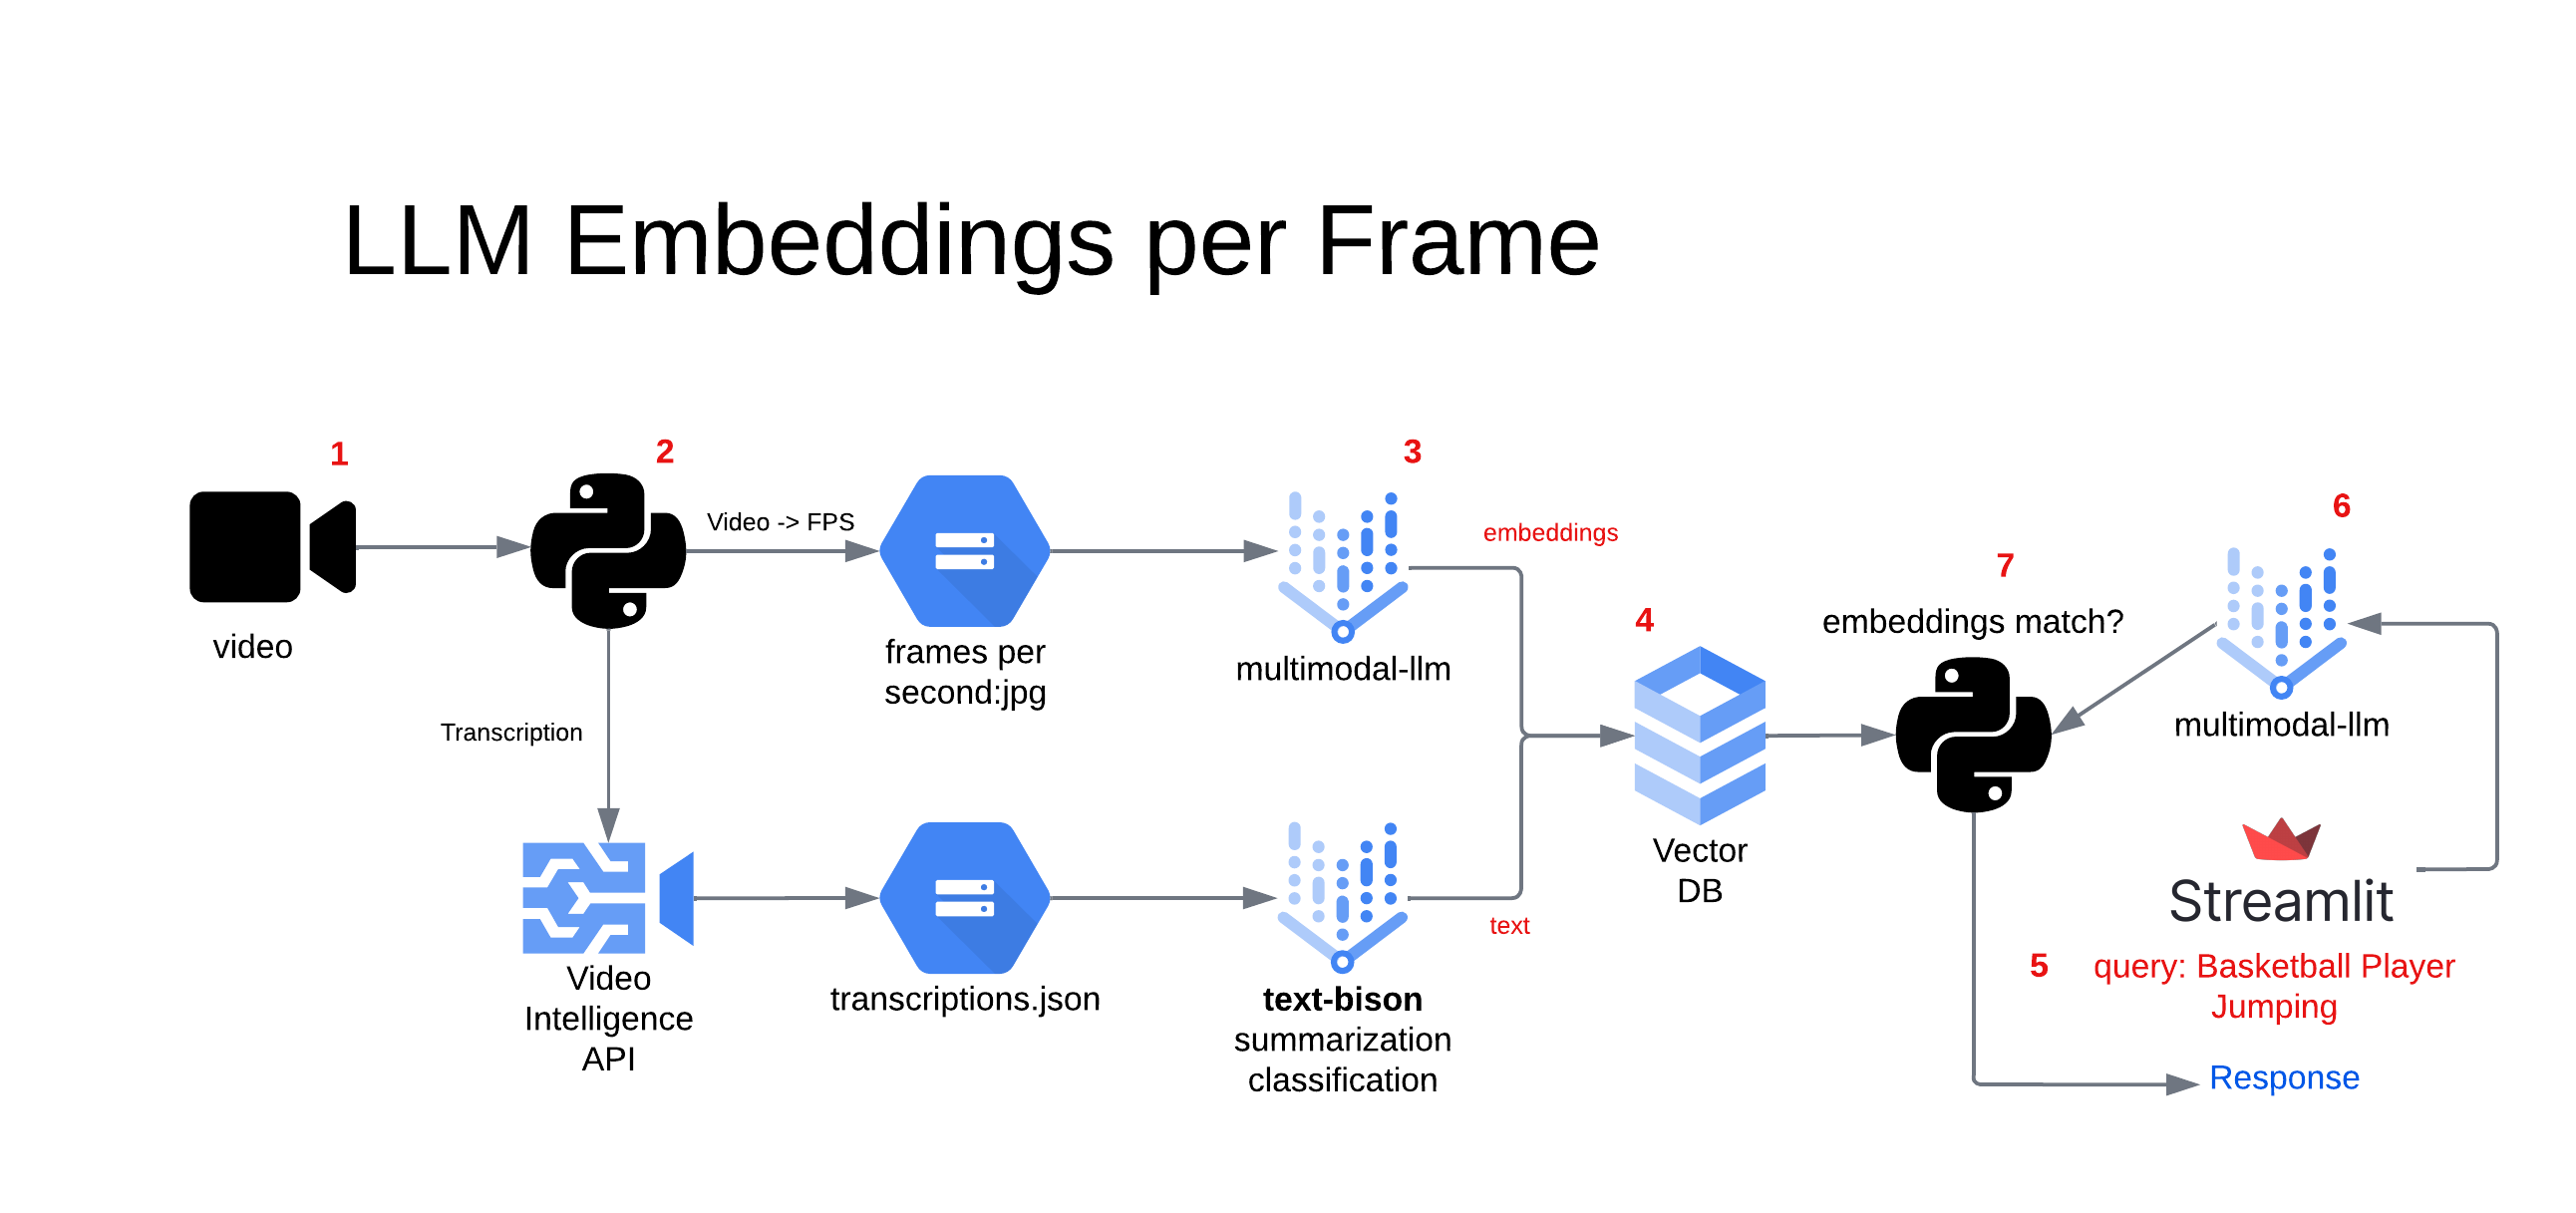 LLM Embeddings per Frame
1
2
3
Video -> FPS
embeddings
6
7
video
frames per
second:jpg
multimodal-llm
4
embeddings match?
multimodal-llm
Transcription
Vector
DB
Streamlit
text
Video
Intelligence
API
transcriptions.json
text-bison
summarization
classification
5
query: Basketball Player
Jumping
Response